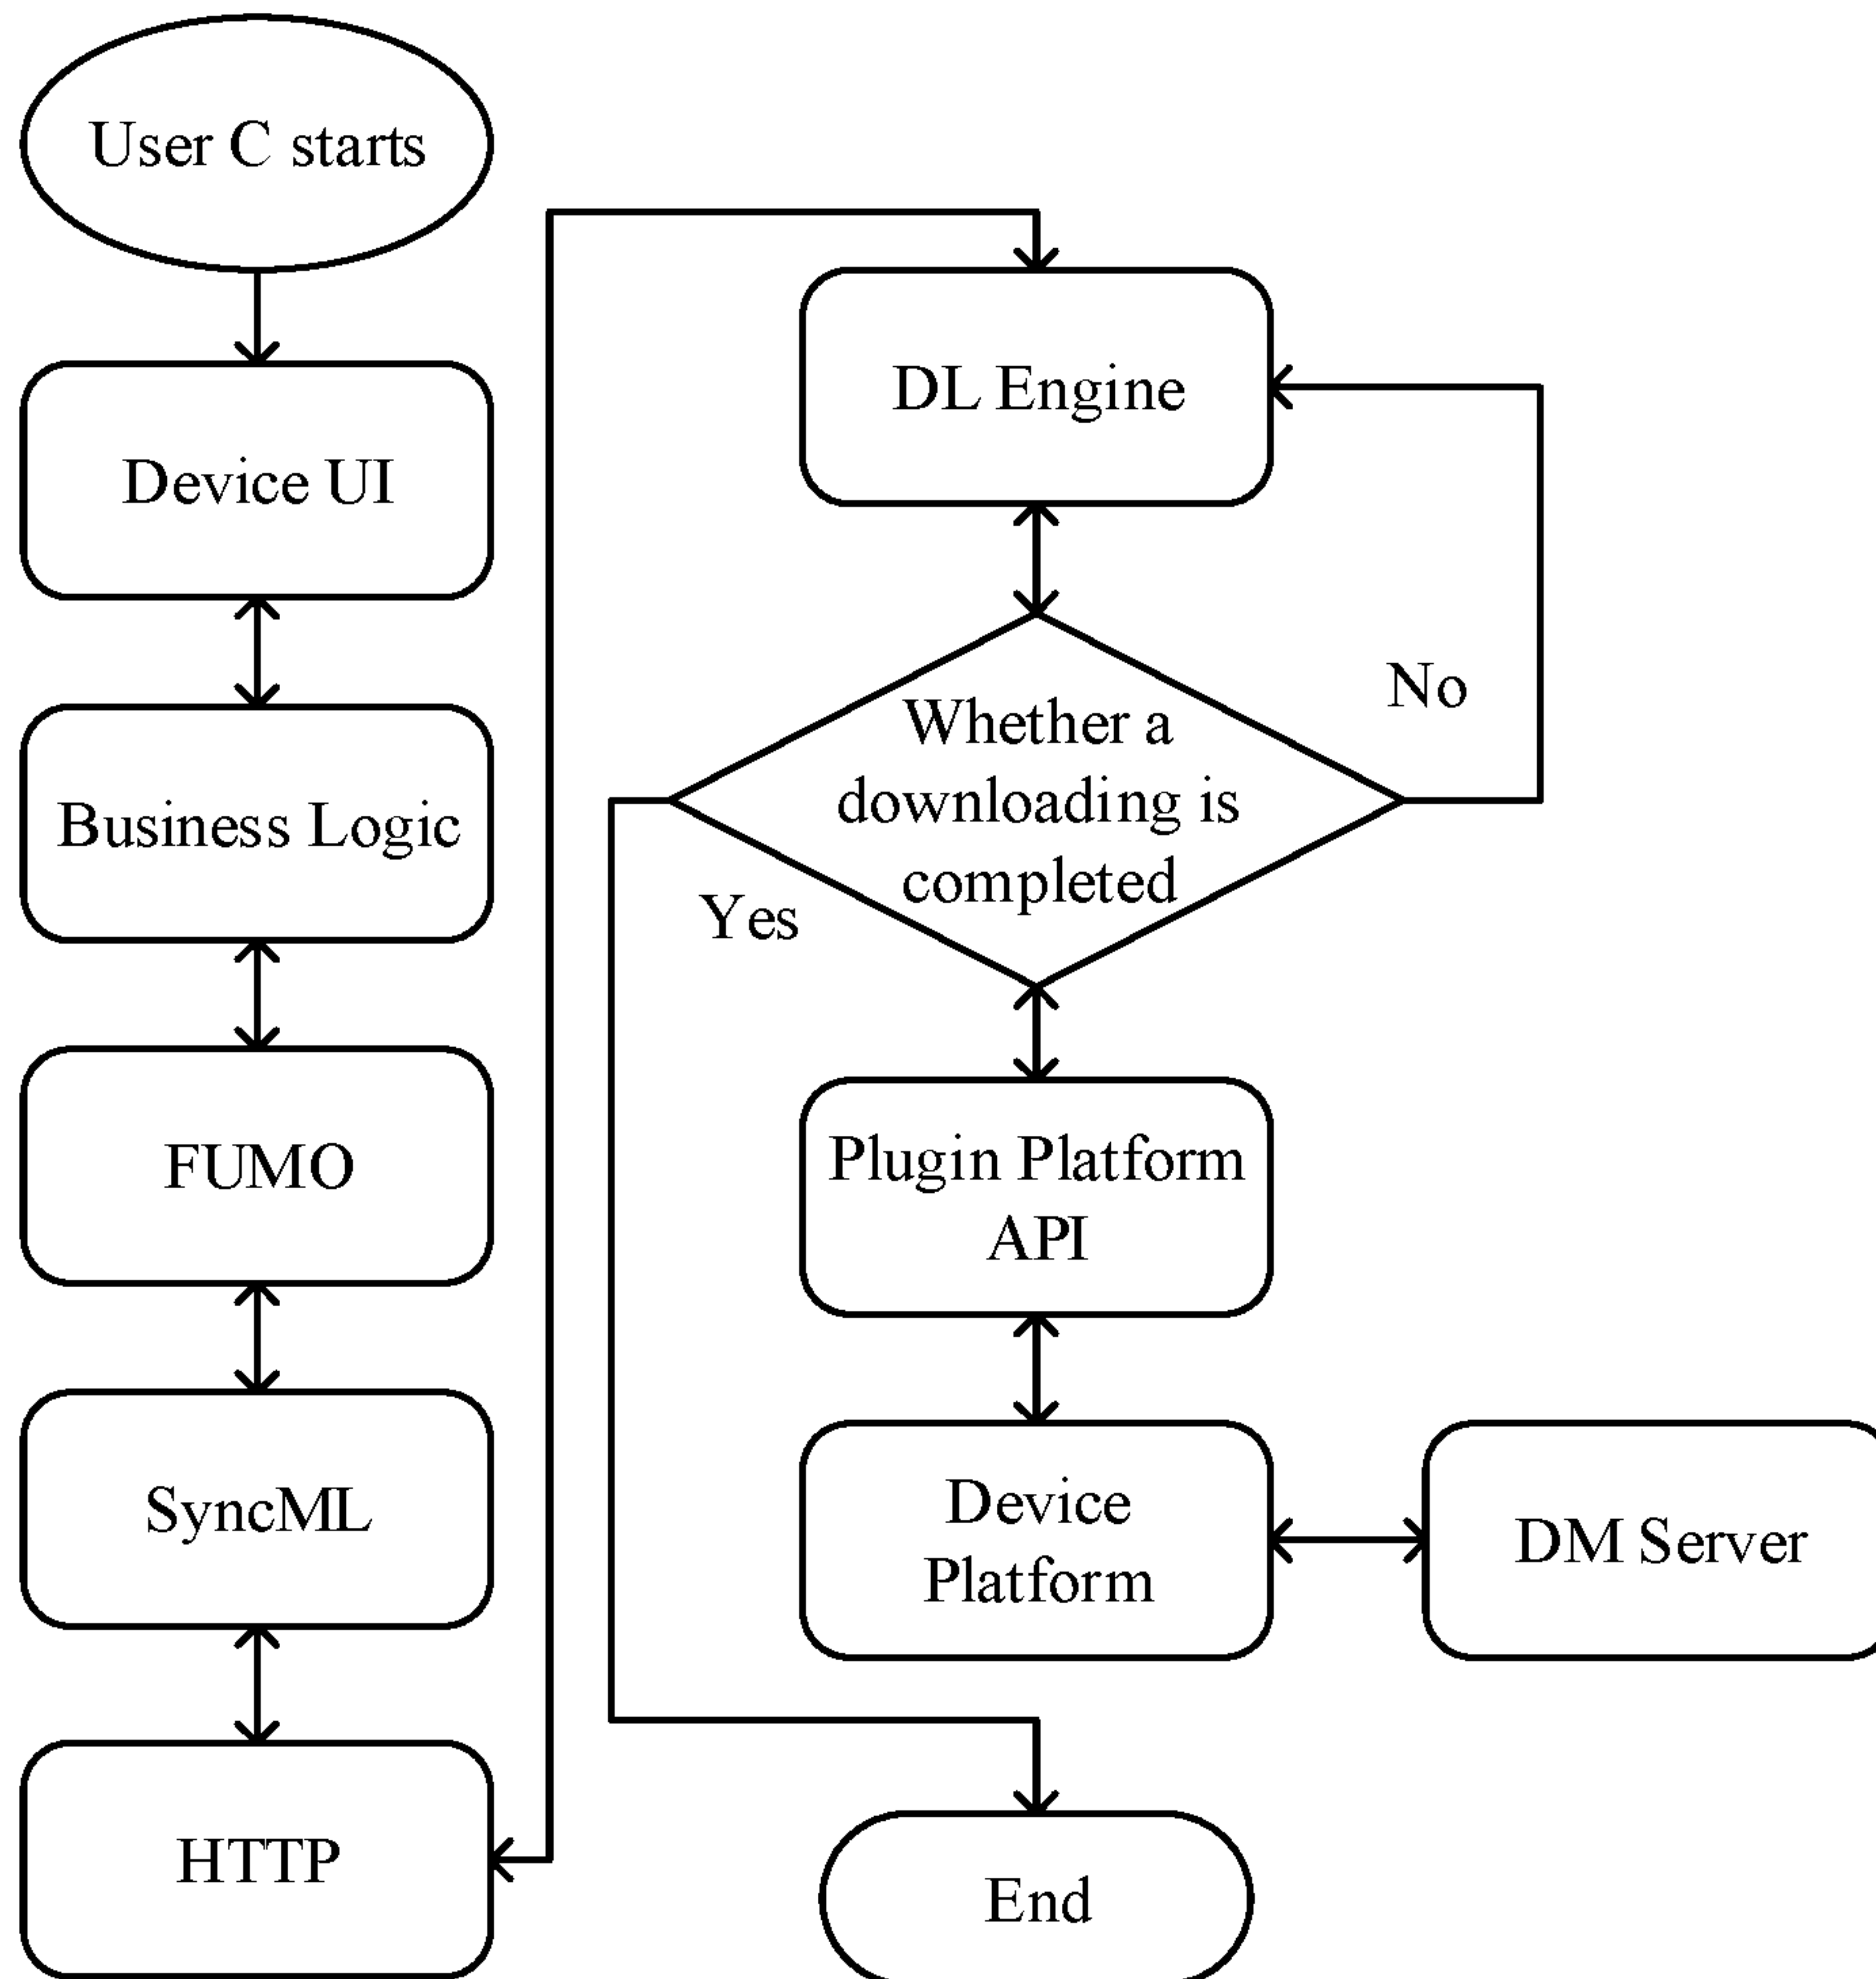 User C starts
Device UI
Business Logic
FUMO
SyncML
HTTP
DL Engine
Whether a
downloading is
completed
No
Yes
Plugin Platform
API
Device
Platform
DM Server
End